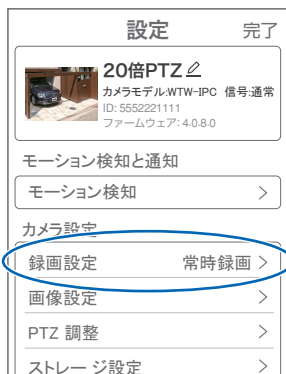 設定 完了
20倍PTZ
カメラモデル:WTW-IPC 信号:通常
ID: 5552221111
ファームウェア: 4.0.8.0
モーション検知と通知
モーション検知
カメラ設定
録画設定 常時録画
画像設定
PTZ 調整
ストレージ設定